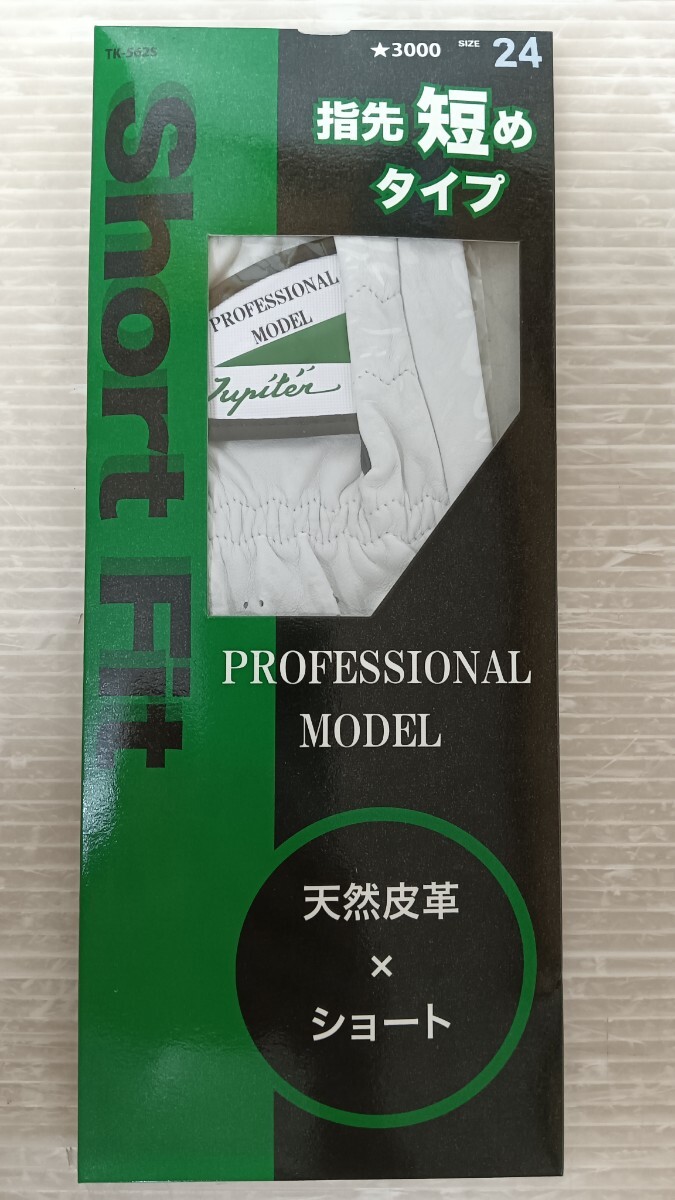 TK-562S
★3000
SIZE 24
指先 短め
タイプ
Short Fit
PROFESSIONAL
MODEL
Jupiter
PROFESSIONAL
MODEL
天然皮革
×
ショート